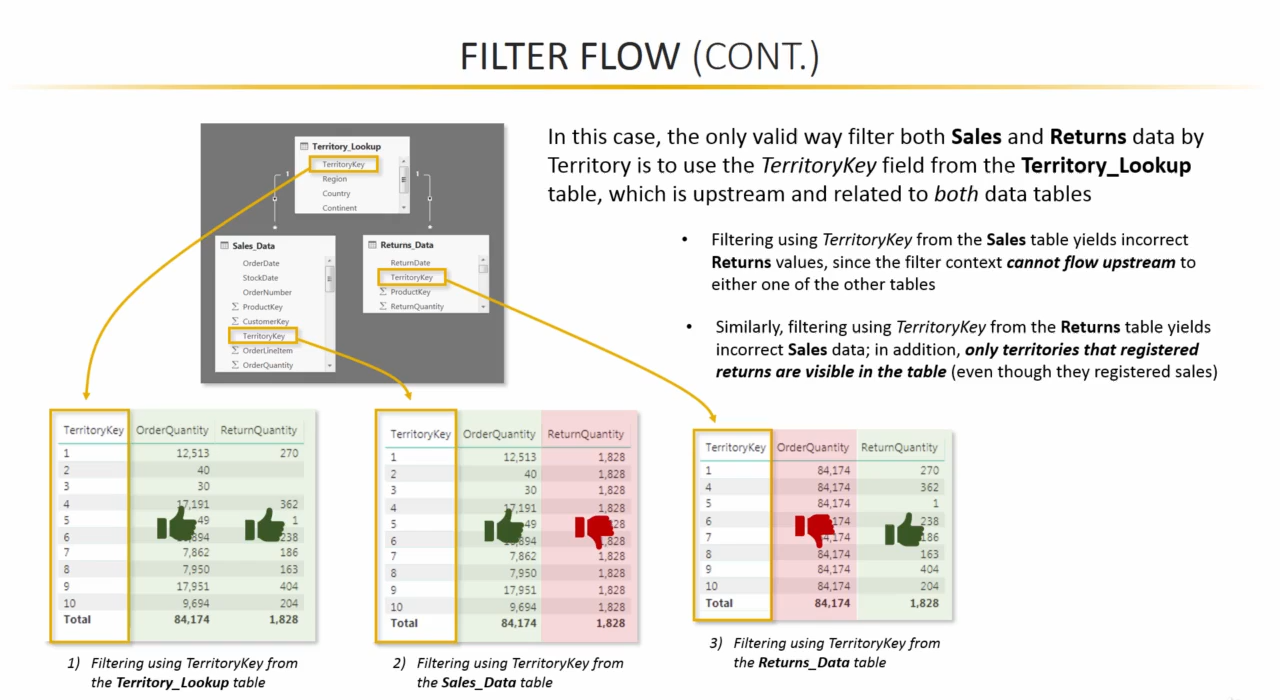 FILTER FLOW (CONT.)
In this case, the only valid way filter both Sales and Returns data by
Territory is to use the TerritoryKey field from the Territory_Lookup
table, which is upstream and related to both data tables
• Filtering using TerritoryKey from the Sales table yields incorrect
Returns values, since the filter context cannot flow upstream to
either one of the other tables
• Similarly, filtering using TerritoryKey from the Returns table yields
incorrect Sales data; in addition, only territories that registered
returns are visible in the table (even though they registered sales)
Territory_Lookup
TerritoryKey
Region
Country
Continent
1
1
Sales_Data
OrderDate
StockDate
OrderNumber
Σ ProductKey
Σ CustomerKey
TerritoryKey
Σ OrderLineItem
Σ OrderQuantity
Returns_Data
ReturnDate
TerritoryKey
Σ ProductKey
Σ ReturnQuantity
TerritoryKey OrderQuantity ReturnQuantity
1 12,513 270
2 40
3 30
4 17,191 362
5 49 1
6 894 238
7 7,862 186
8 7,950 163
9 17,951 404
10 9,694 204
Total 84,174 1,828
1) Filtering using TerritoryKey from
the Territory_Lookup table
TerritoryKey OrderQuantity ReturnQuantity
1 12,513 1,828
2 40 1,828
3 30 1,828
4 17,191 1,828
5 49 28
6 894 ,828
7 7,862 1,828
8 7,950 1,828
9 17,951 1,828
10 9,694 1,828
Total 84,174 1,828
2) Filtering using TerritoryKey from
the Sales_Data table
TerritoryKey OrderQuantity ReturnQuantity
1 84,174 270
4 84,174 362
5 84,174 1
6 174 238
7 4,174 186
8 84,174 163
9 84,174 404
10 84,174 204
Total 84,174 1,828
3) Filtering using TerritoryKey from
the Returns_Data table